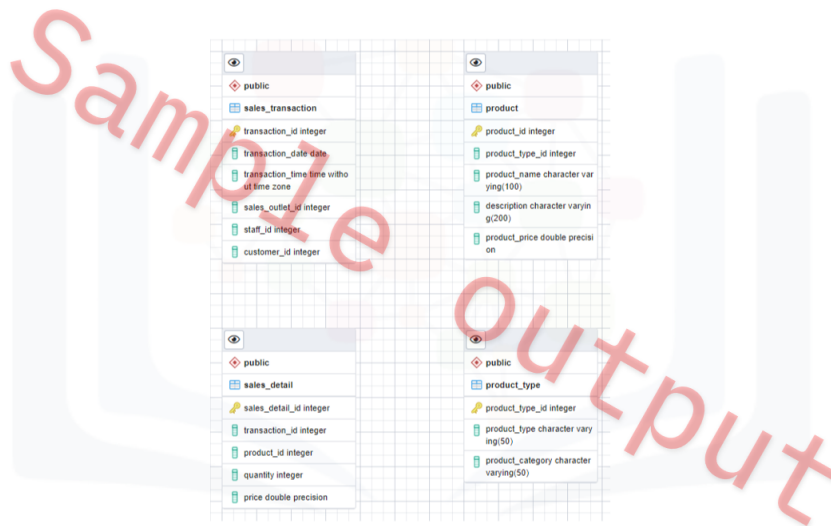 Sample output
public
sales_transaction
transaction_id integer
transaction_date date
transaction_time time witho
ut time zone
sales_outlet_id integer
staff_id integer
customer_id integer
public
product
product_id integer
product_type_id integer
product_name character var
ying(100)
description character varyin
g(200)
product_price double precisi
on
public
sales_detail
sales_detail_id integer
transaction_id integer
product_id integer
quantity integer
price double precision
public
product_type
product_type_id integer
product_type character vary
ing(50)
product_category character
varying(50)